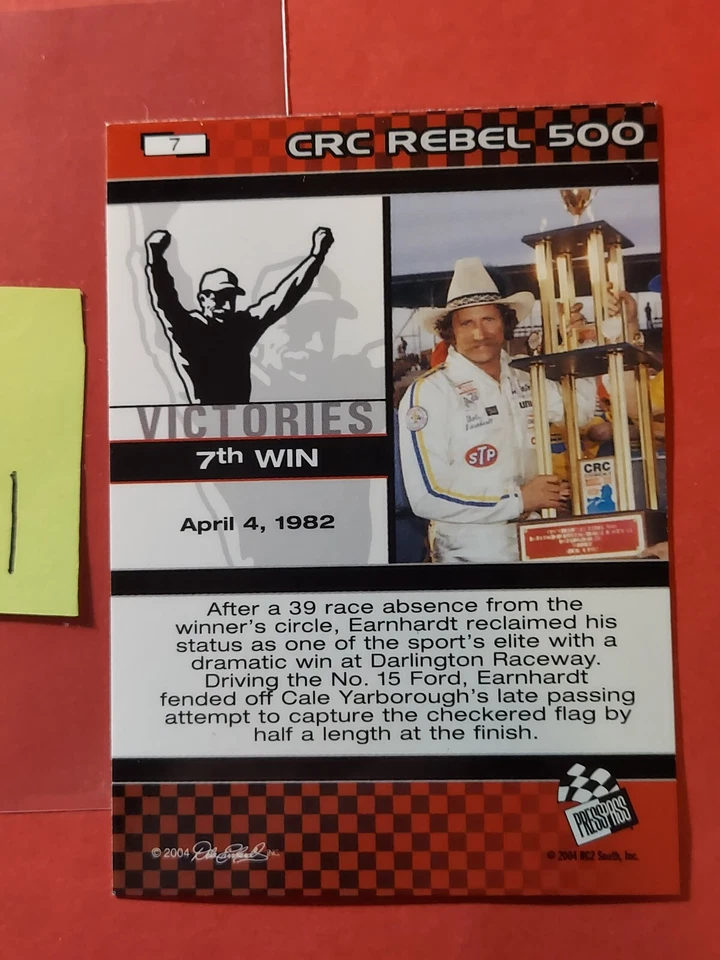 7
CRC REBEL 500
VICTORIES
7th WIN
April 4, 1982
STP
CRC
After a 39 race absence from the
winner's circle, Earnhardt reclaimed his
status as one of the sport's elite with a
dramatic win at Darlington Raceway.
Driving the No. 15 Ford, Earnhardt
fended off Cale Yarborough's late passing
attempt to capture the checkered flag by
half a length at the finish.
PRESS PASS
© 2004 Dale Earnhardt INC.
© 2004 RC2 South, Inc.